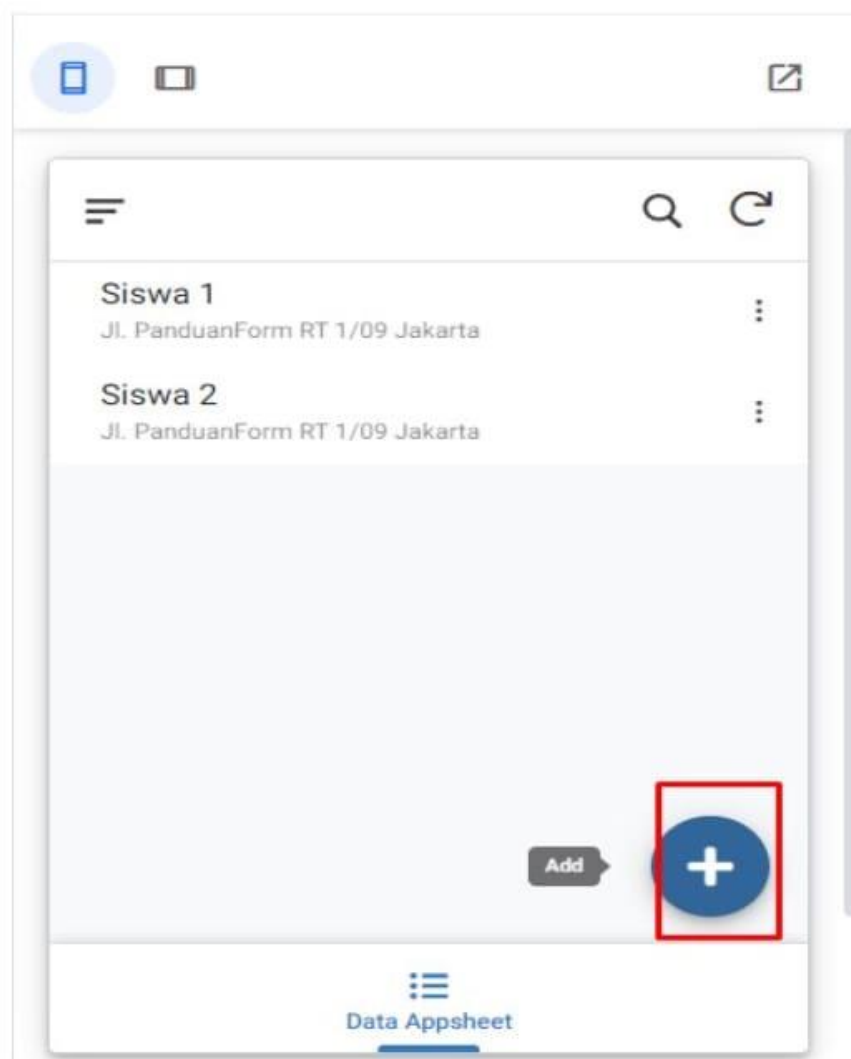 Siswa 1
Jl. PanduanForm RT 1/09 Jakarta
Siswa 2
Jl. PanduanForm RT 1/09 Jakarta
Add
Data Appsheet